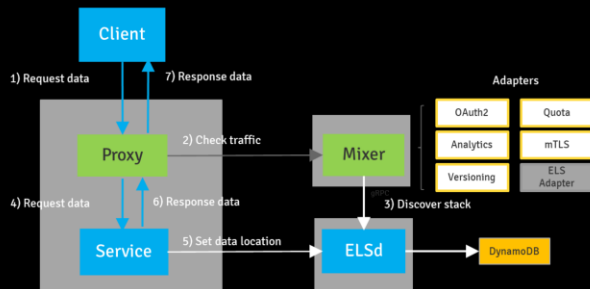 Client
1) Request data
7) Response data
Adapters
OAuth2
Quota
Proxy
2) Check traffic
Mixer
Analytics
mTLS
Versioning
ELS
Adapter
gRPC
3) Discover stack
4) Request data
6) Response data
Service
5) Set data location
ELSd
DynamoDB